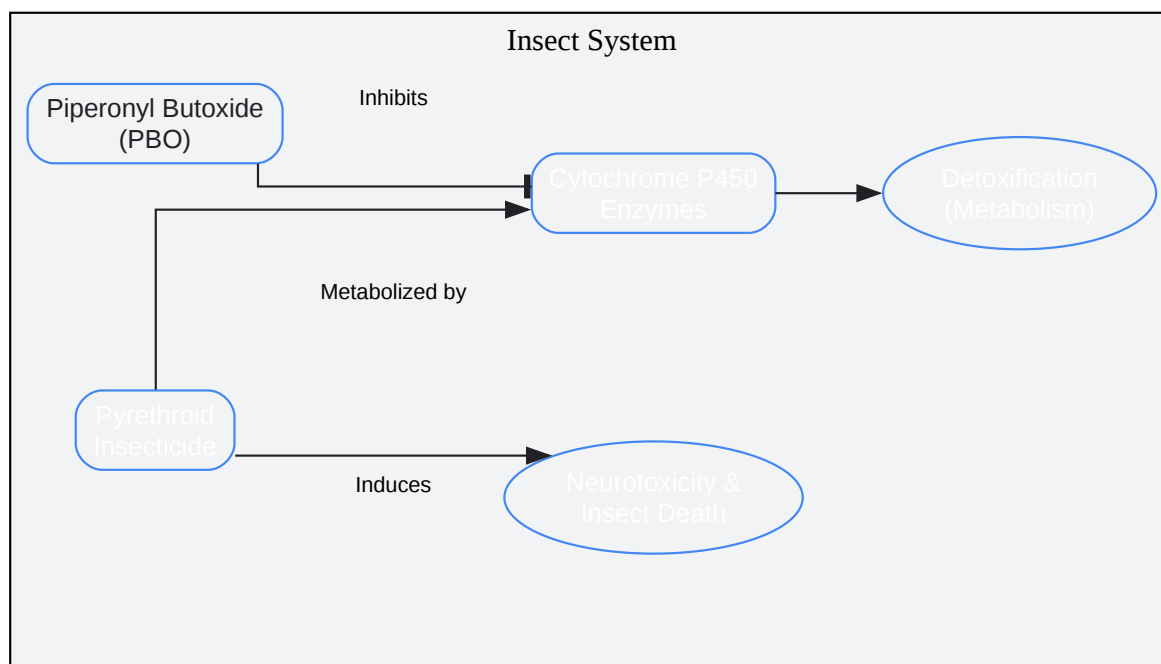 Insect System
Piperonyl Butoxide
(PBO)
Inhibits
Cytochrome P450
Enzymes
Detoxification
(Metabolism)
Metabolized by
Pyrethroid
Insecticide
Induces
Neurotoxicity &
Insect Death